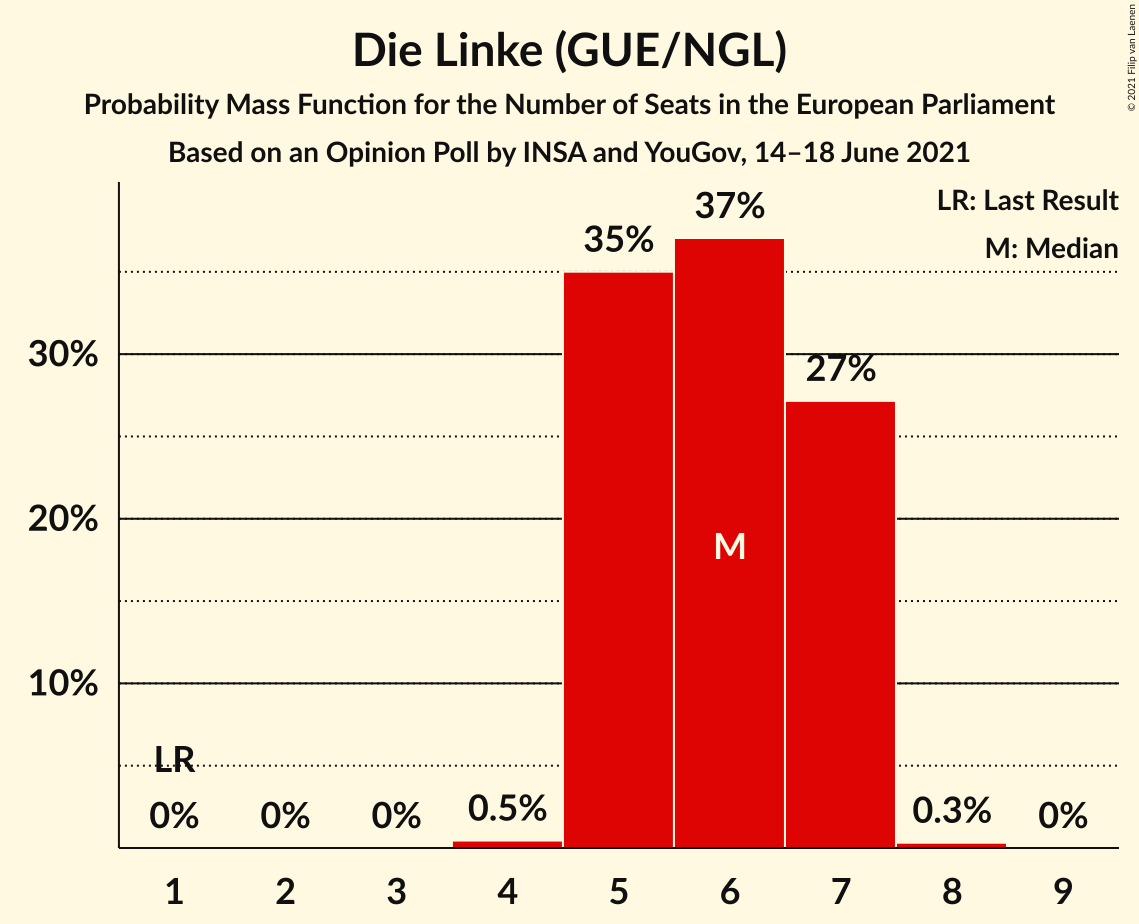 Die Linke (GUE/NGL)
Probability Mass Function for the Number of Seats in the European Parliament
Based on an Opinion Poll by INSA and YouGov, 14–18 June 2021
© 2021 Filip van Laenen
LR: Last Result
M: Median
37%
35%
30%
27%
20%
M
10%
LR
0%
0%
0%
0.5%
0.3%
0%
1
2
3
4
5
6
7
8
9